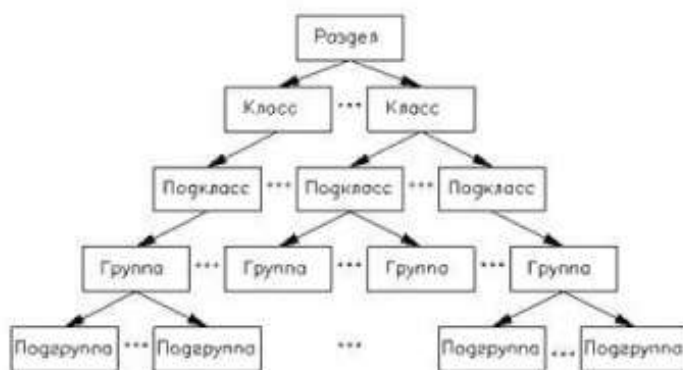 Раздел
Класс ... Класс
Подкласс ... Подкласс ... Подкласс
Группа ... Группа ... Группа ... Группа
Подгруппа ... Подгруппа ... Подгруппа ... Подгруппа